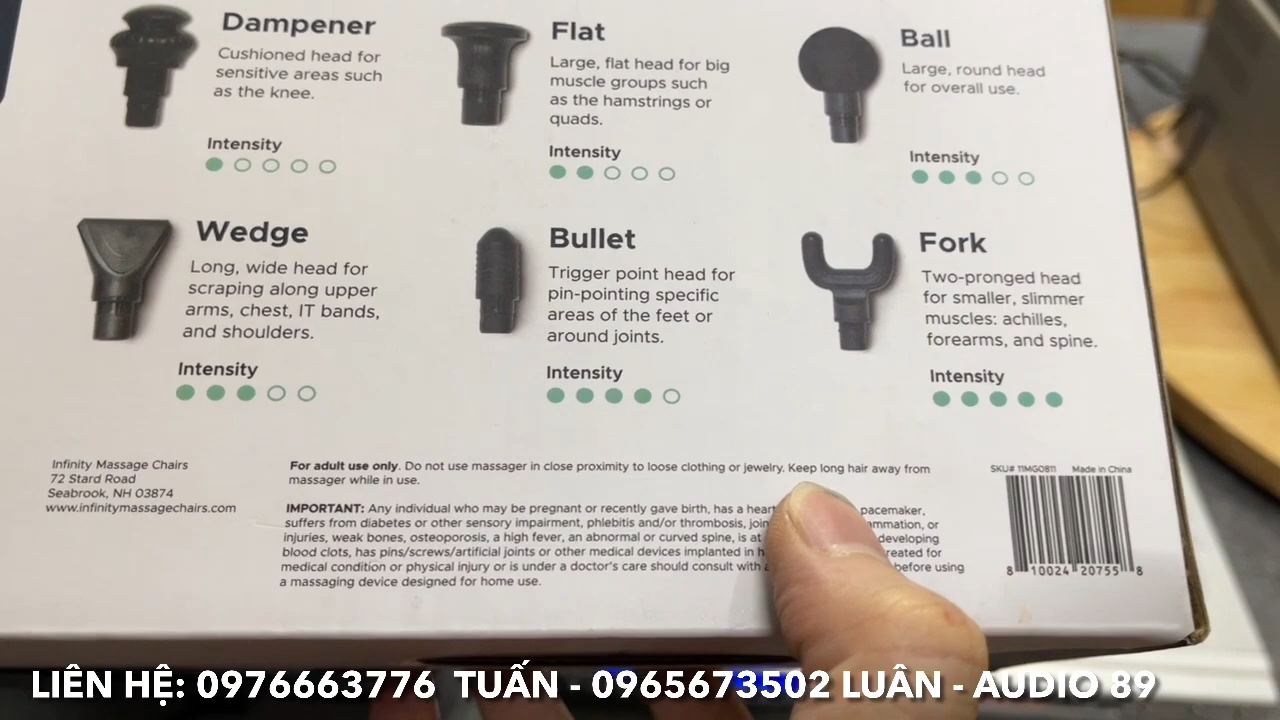 Dampener
Cushioned head for
sensitive areas such
as the knee.
Intensity
Flat
Large, flat head for big
muscle groups such
as the hamstrings or
quads.
Intensity
Ball
Large, round head
for overall use.
Intensity
Wedge
Long, wide head for
scraping along upper
arms, chest, IT bands,
and shoulders.
Intensity
Bullet
Trigger point head for
pin-pointing specific
areas of the feet or
around joints.
Intensity
Fork
Two-pronged head
for smaller, slimmer
muscles: achilles,
forearms, and spine.
Intensity
Infinity Massage Chairs
72 Stard Road
Seabrook, NH 03874
www.infinitymassagechairs.com
For adult use only. Do not use massager in close proximity to loose clothing or jewelry. Keep long hair away from
massager while in use.
IMPORTANT: Any individual who may be pregnant or recently gave birth, has a heart pacemaker,
suffers from diabetes or other sensory impairment, phlebitis and/or thrombosis, or
injuries, weak bones, osteoporosis, a high fever, an abnormal or curved spine, is at developing
blood clots, has pins/screws/artificial joints or other medical devices implanted in for
medical condition or physical injury or is under a doctor's care should consult with before using
a massaging device designed for home use.
SKU# 11MG0811 Made in China
8 10024 20755 8
LIÊN HỆ: 0976663776 TUẤN - 0965673502 LUÂN - AUDIO 89